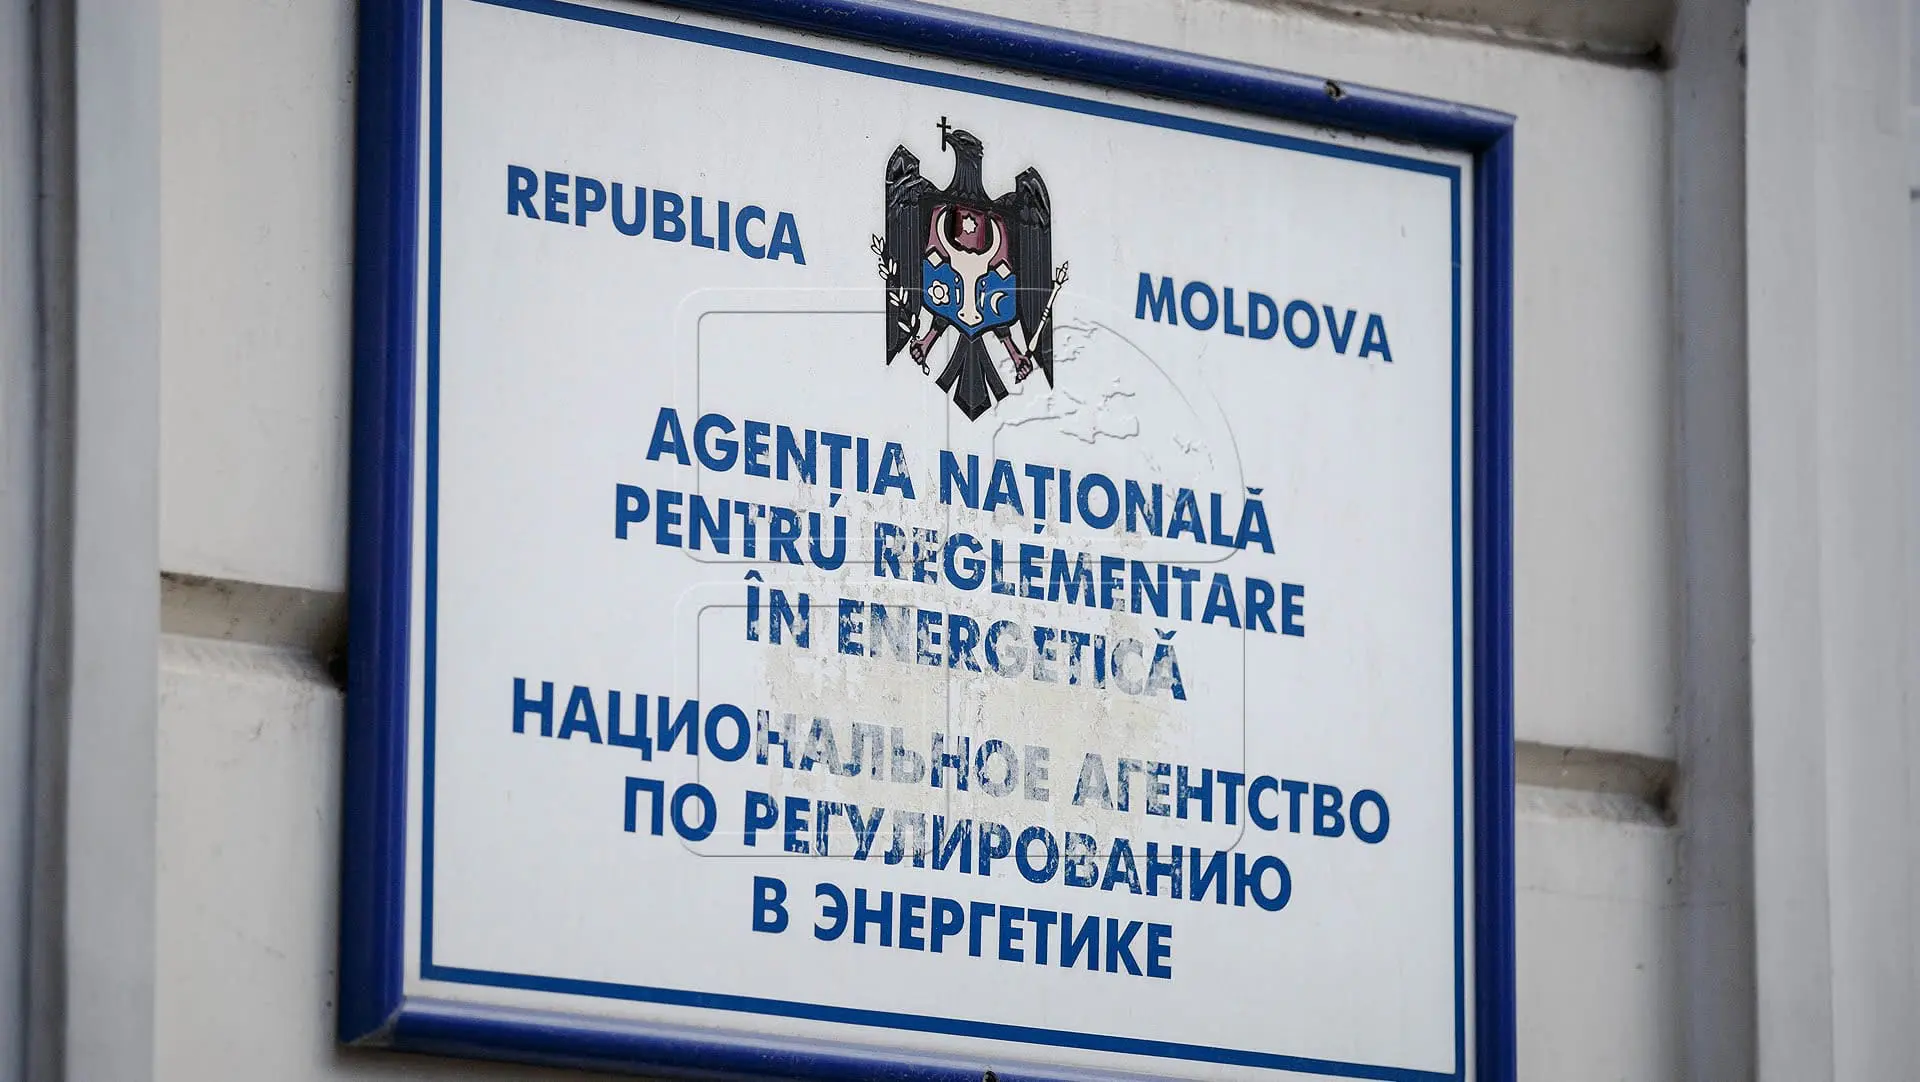 REPUBLICA MOLDOVA
AGENȚIA NAȚIONALĂ
PENTRU REGLEMENTARE
ÎN ENERGETICĂ
НАЦИОНАЛЬНОЕ АГЕНТСТВО
ПО РЕГУЛИРОВАНИЮ
В ЭНЕРГЕТИКЕ